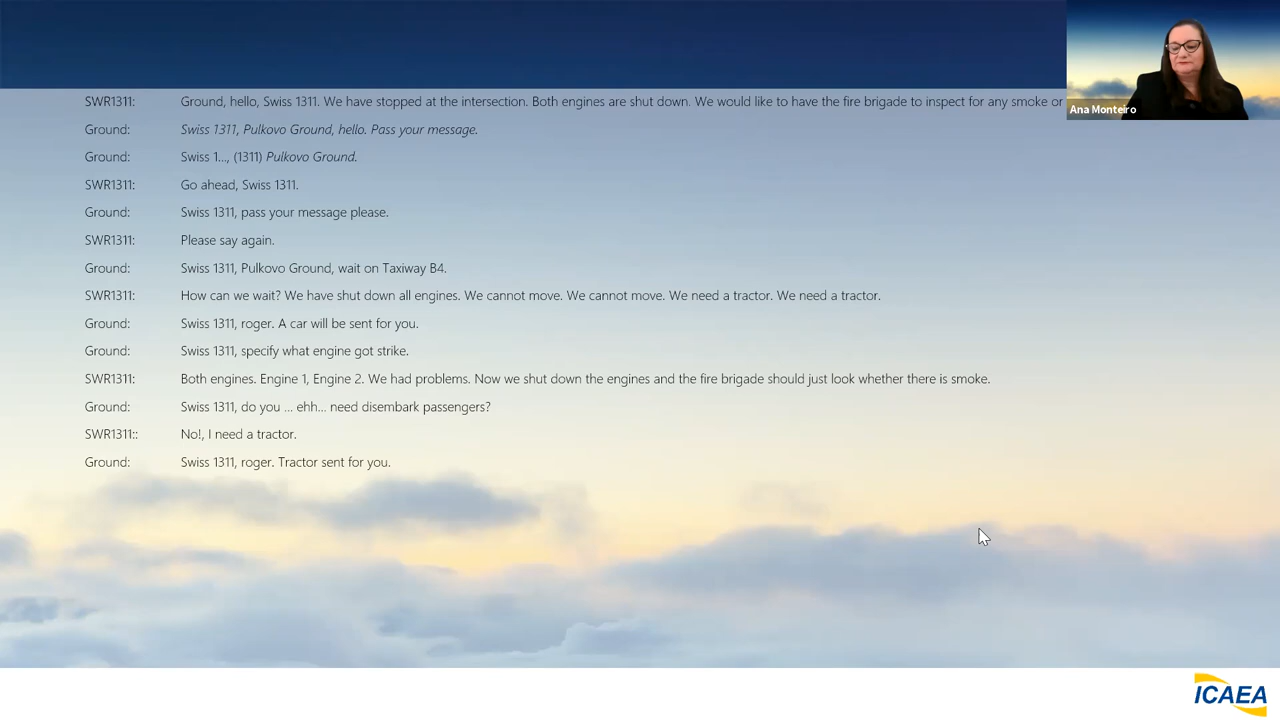 SWR1311: Ground, hello, Swiss 1311. We have stopped at the intersection. Both engines are shut down. We would like to have the fire brigade to inspect for any smoke or
Ana Monteiro
Ground: Swiss 1311, Pulkovo Ground, hello. Pass your message.
Ground: Swiss 1..., (1311) Pulkovo Ground.
SWR1311: Go ahead, Swiss 1311.
Ground: Swiss 1311, pass your message please.
SWR1311: Please say again.
Ground: Swiss 1311, Pulkovo Ground, wait on Taxiway B4.
SWR1311: How can we wait? We have shut down all engines. We cannot move. We cannot move. We need a tractor. We need a tractor.
Ground: Swiss 1311, roger. A car will be sent for you.
Ground: Swiss 1311, specify what engine got strike.
SWR1311: Both engines. Engine 1, Engine 2. We had problems. Now we shut down the engines and the fire brigade should just look whether there is smoke.
Ground: Swiss 1311, do you ... ehh... need disembark passengers?
SWR1311:: No!, I need a tractor.
Ground: Swiss 1311, roger. Tractor sent for you.
ICAEA